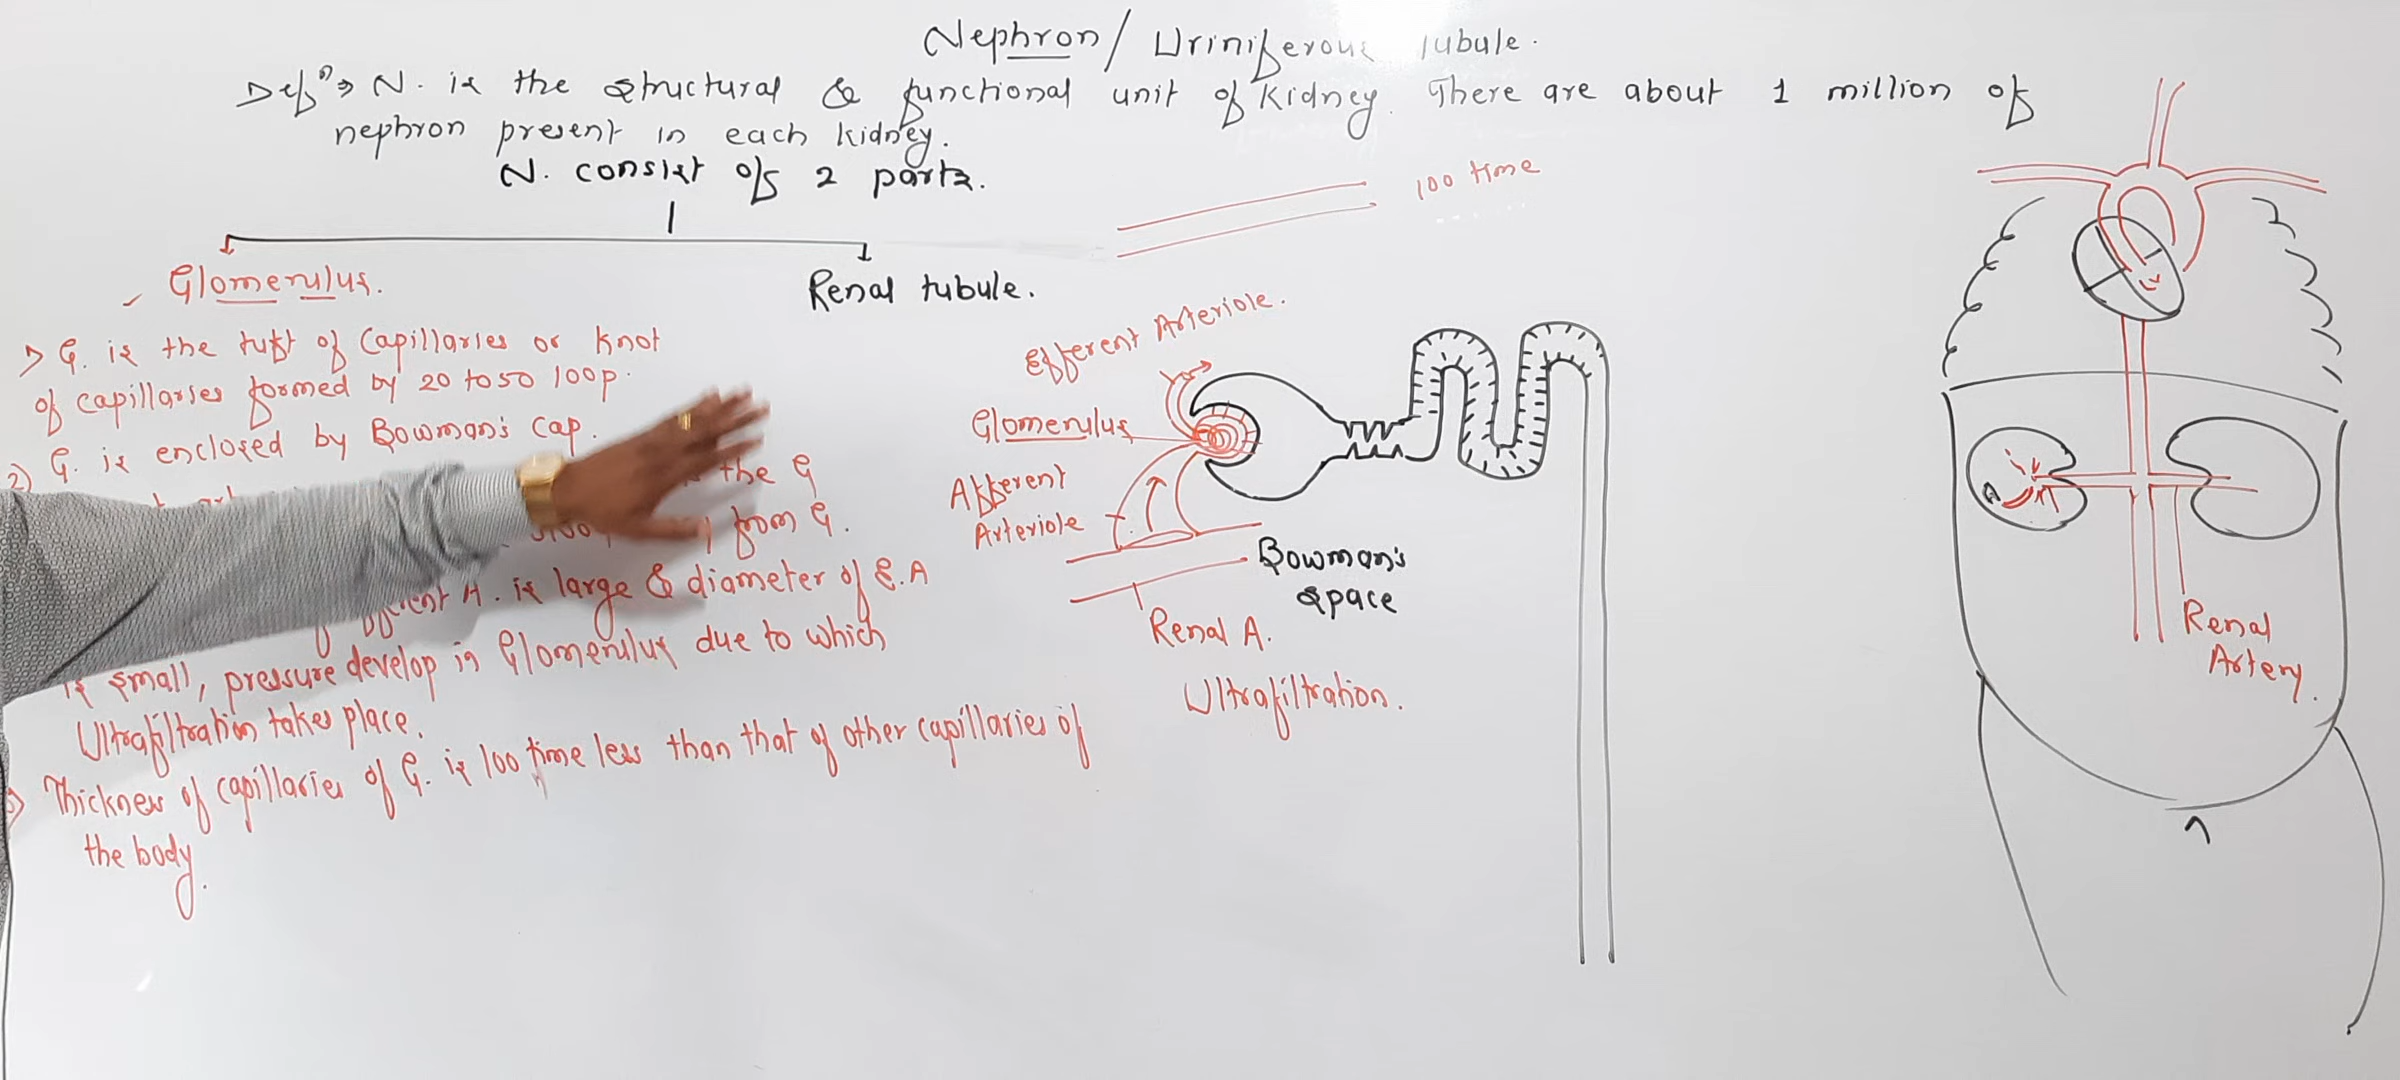 Nephron / Uriniferous tubule.
Defn → N. is the structural & functional unit of Kidney. There are about 1 million of
nephron present in each kidney.
N. consist of 2 parts.
100 time
Glomerulus.
Renal tubule.
1> G. is the tuft of Capillaries or Knot
of capillaries formed by 20 to 50 loop.
2) G. is enclosed by Bowman's Cap.
the G
from G.
A. is large & diameter of E.A
is small, pressure develop in Glomerulus due to which
Ultrafiltration takes place.
Thickness of capillaries of G. is 100 time less than that of other capillaries of
the body.
Efferent Arteriole.
Glomerulus
Afferent
Arteriole
Bowman's
space
Renal A.
Ultrafiltration.
Renal
Artery.